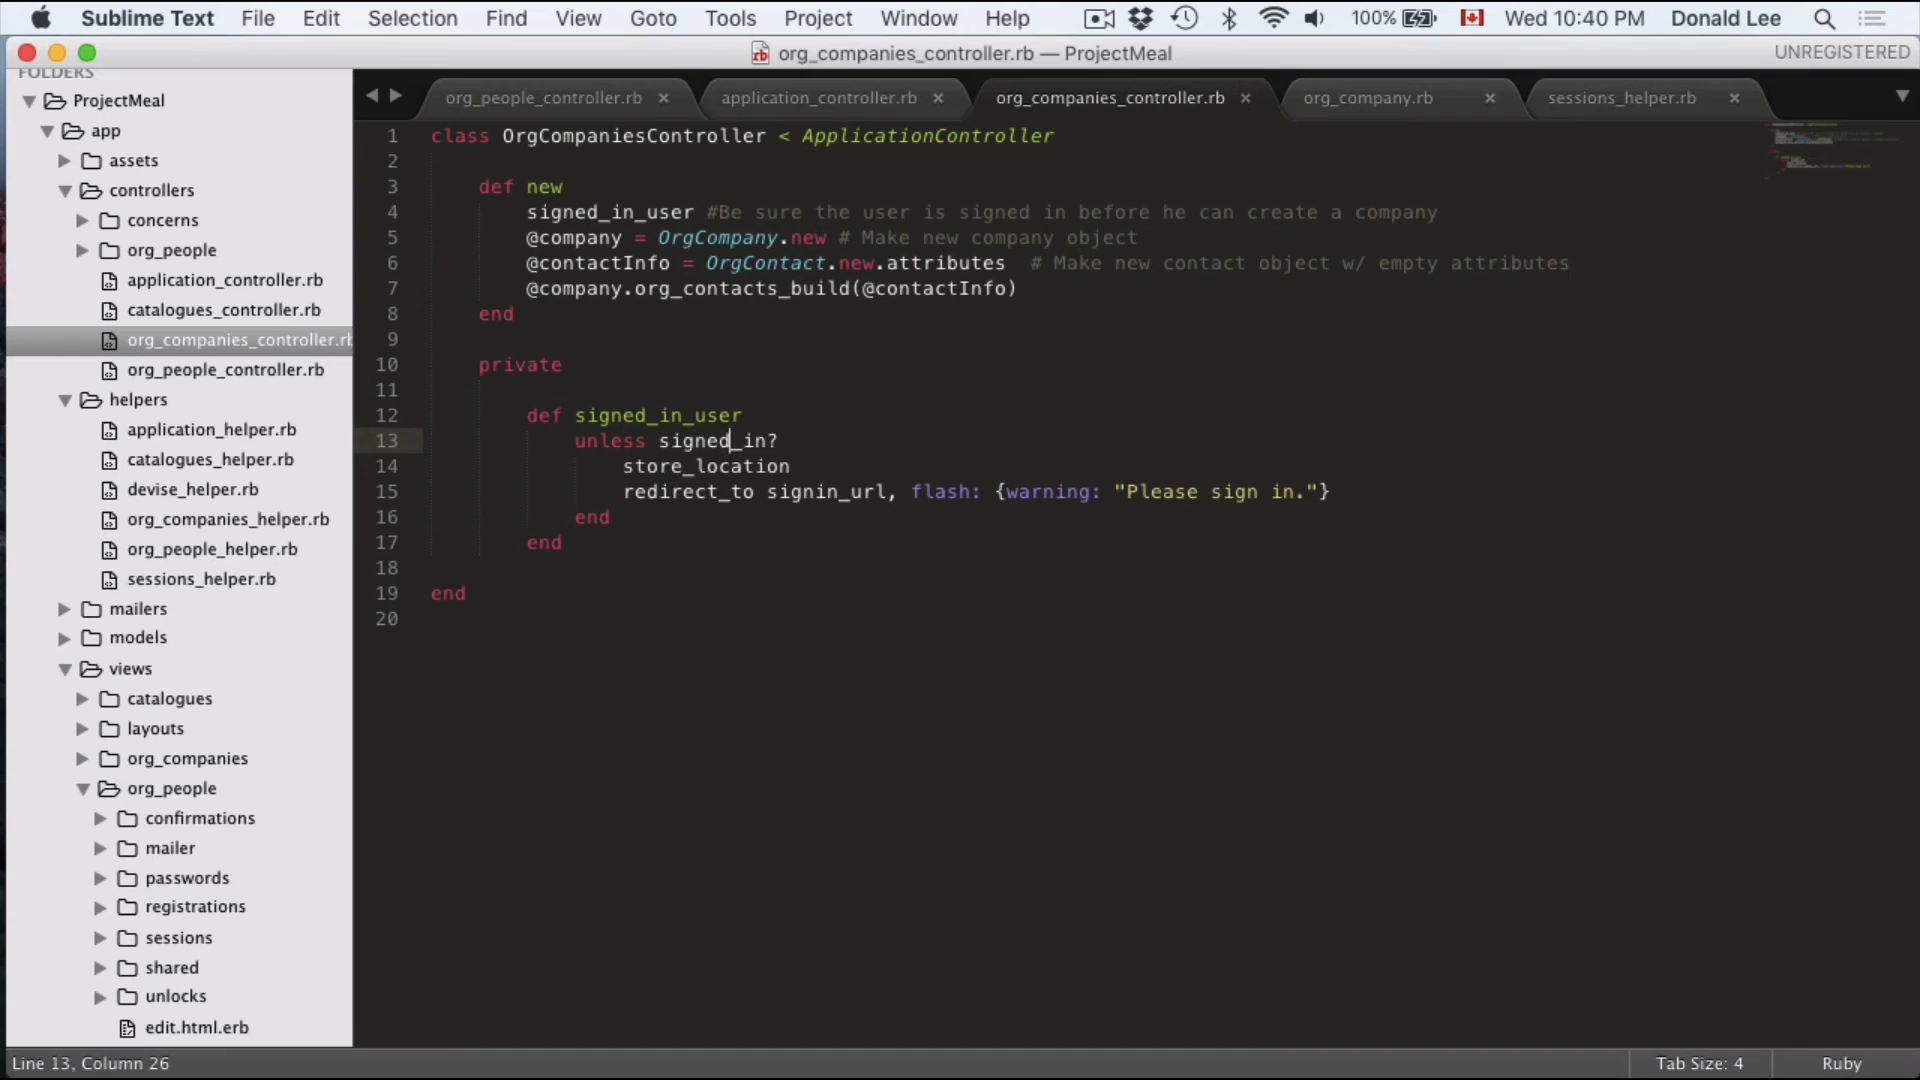 Sublime Text File Edit Selection Find View Goto Tools Project Window Help 100% Wed 10:40 PM Donald Lee
org_companies_controller.rb — ProjectMeal UNREGISTERED
FOLDERS
ProjectMeal
app
assets
controllers
concerns
org_people
application_controller.rb
catalogues_controller.rb
org_companies_controller.rb
org_people_controller.rb
helpers
application_helper.rb
catalogues_helper.rb
devise_helper.rb
org_companies_helper.rb
org_people_helper.rb
sessions_helper.rb
mailers
models
views
catalogues
layouts
org_companies
org_people
confirmations
mailer
passwords
registrations
sessions
shared
unlocks
edit.html.erb
org_people_controller.rb application_controller.rb org_companies_controller.rb org_company.rb sessions_helper.rb
1 class OrgCompaniesController < ApplicationController
2
3 def new
4 signed_in_user #Be sure the user is signed in before he can create a company
5 @company = OrgCompany.new # Make new company object
6 @contactInfo = OrgContact.new.attributes # Make new contact object w/ empty attributes
7 @company.org_contacts_build(@contactInfo)
8 end
9
10 private
11
12 def signed_in_user
13 unless signed_in?
14 store_location
15 redirect_to signin_url, flash: {warning: "Please sign in."}
16 end
17 end
18
19 end
20
Line 13, Column 26 Tab Size: 4 Ruby